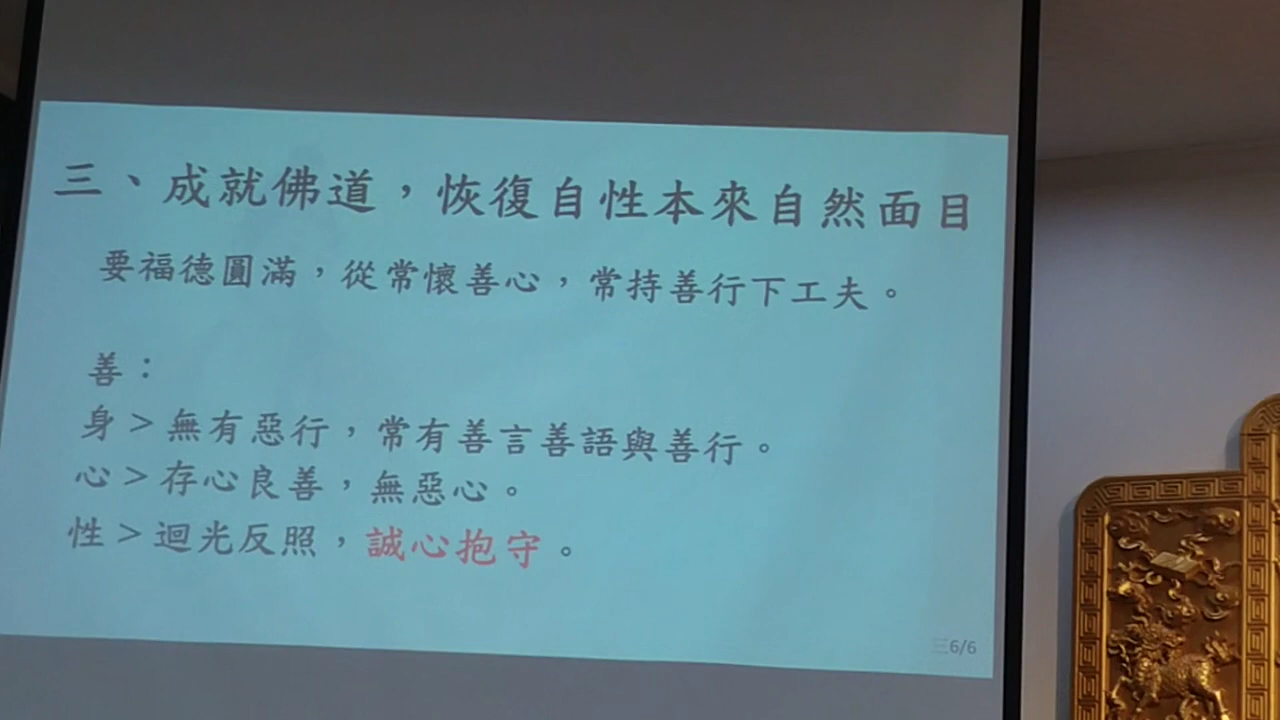 三、成就佛道，恢復自性本來自然面目
要福德圓滿，從常懷善心，常持善行下工夫。
善：
身＞無有惡行，常有善言善語與善行。
心＞存心良善，無惡心。
性＞迴光反照，誠心抱守。
三6/6